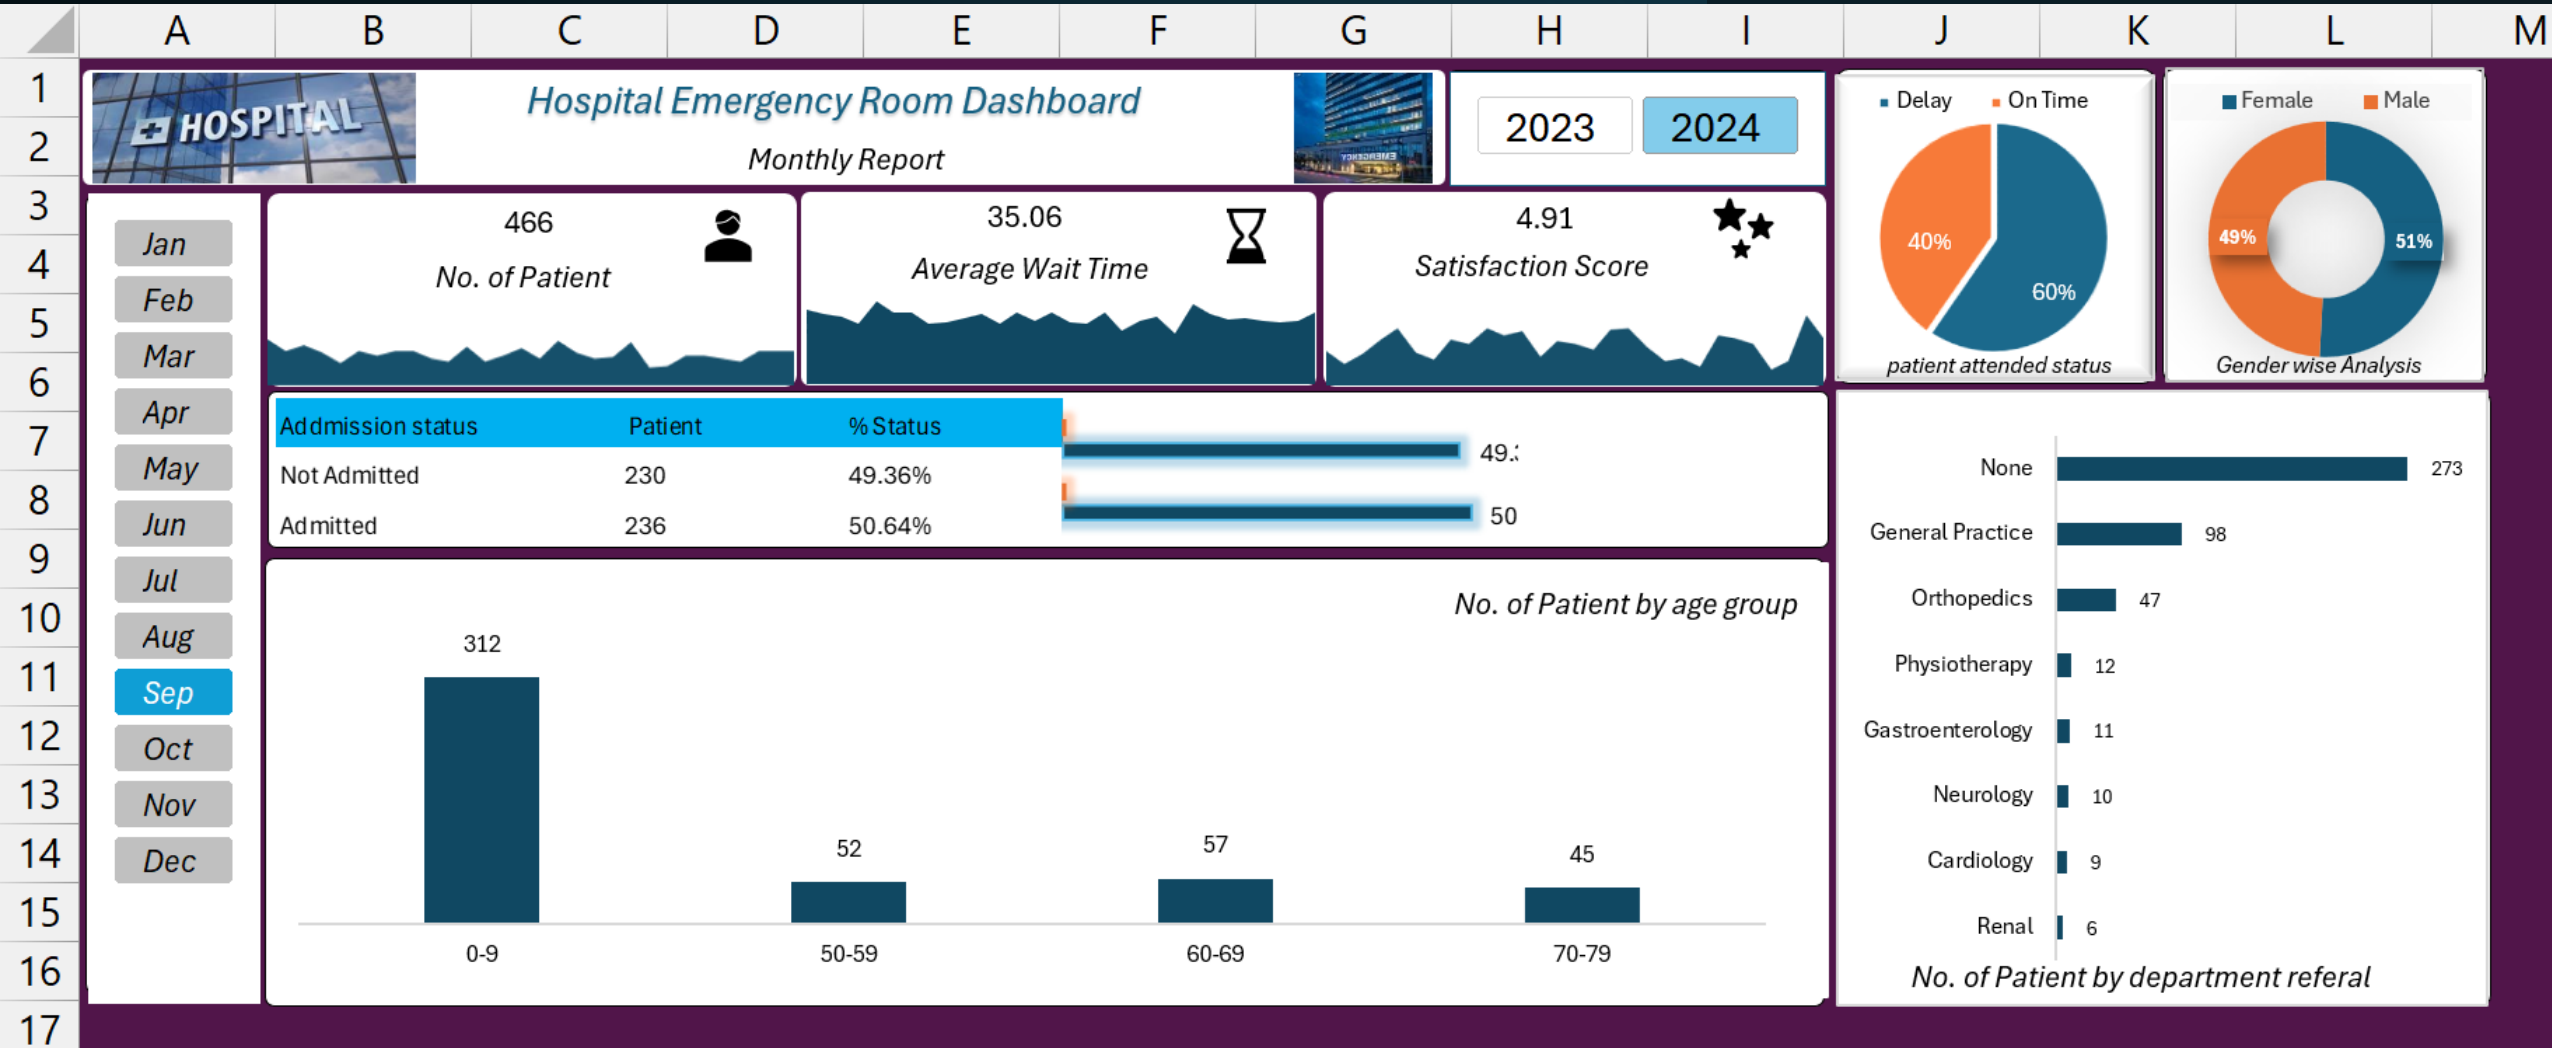 A B C D E F G H I J K L M
1
2
3
4
5
6
7
8
9
10
11
12
13
14
15
16
17
HOSPITAL
Hospital Emergency Room Dashboard
Monthly Report
EMERGENCY
2023
2024
Jan
Feb
Mar
Apr
May
Jun
Jul
Aug
Sep
Oct
Nov
Dec
466
No. of Patient
35.06
Average Wait Time
4.91
Satisfaction Score
Delay On Time
40%
60%
patient attended status
Female Male
49%
51%
Gender wise Analysis
Addmission status Patient % Status
Not Admitted 230 49.36%
Admitted 236 50.64%
49.
50
No. of Patient by age group
312
52
57
45
0-9 50-59 60-69 70-79
None 273
General Practice 98
Orthopedics 47
Physiotherapy 12
Gastroenterology 11
Neurology 10
Cardiology 9
Renal 6
No. of Patient by department referal